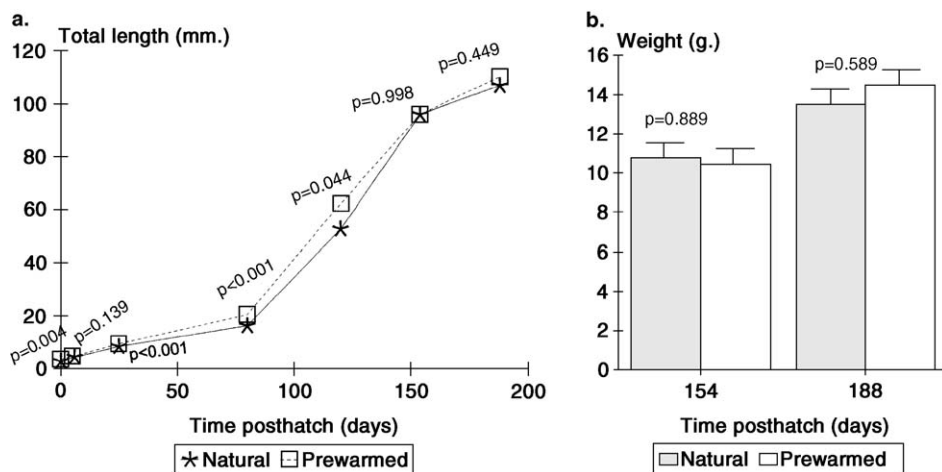 a.
Total length (mm.)
120
100
80
60
40
20
0
p=0.004
p=0.139
p<0.001
p<0.001
p=0.044
p=0.998
p=0.449
0 50 100 150 200
Time posthatch (days)
Natural Prewarmed
b.
Weight (g.)
16
14
12
10
8
6
4
2
0
p=0.889
p=0.589
154 188
Time posthatch (days)
Natural Prewarmed